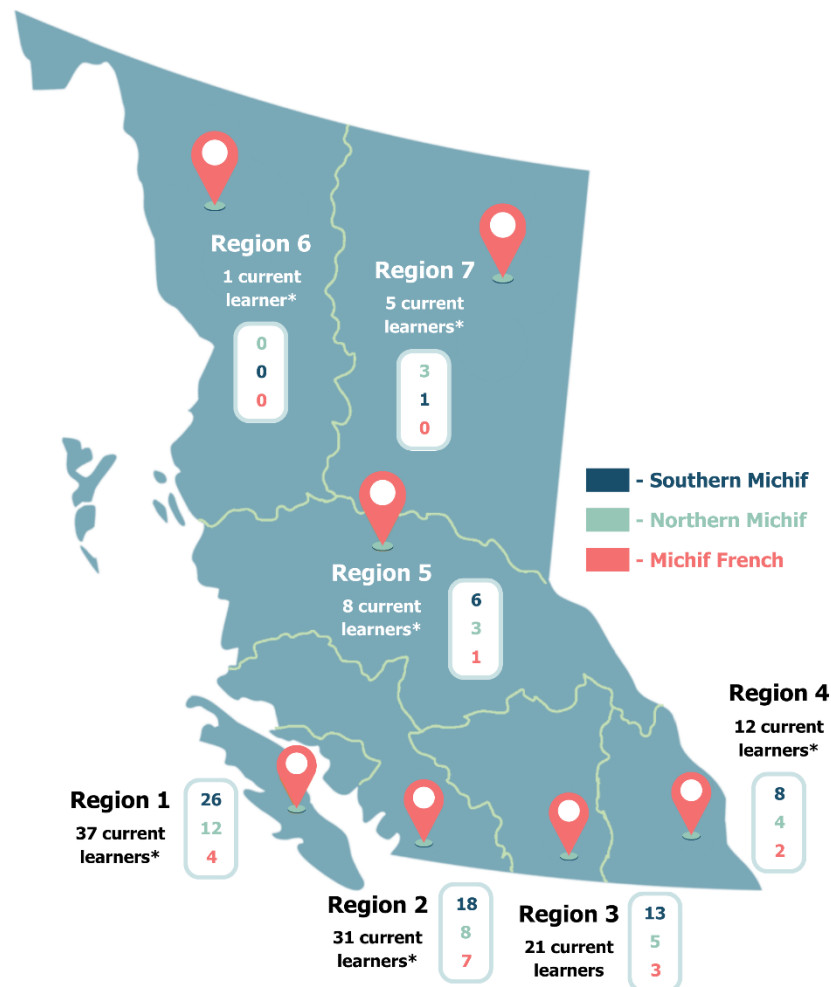 Region 6
1 current
learner*
0
0
0
Region 7
5 current
learners*
3
1
0
- Southern Michif
- Northern Michif
- Michif French
Region 5
8 current
learners*
6
3
1
Region 4
12 current
learners*
8
4
2
Region 1
37 current
learners*
26
12
4
Region 2
31 current
learners*
18
8
7
Region 3
21 current
learners
13
5
3